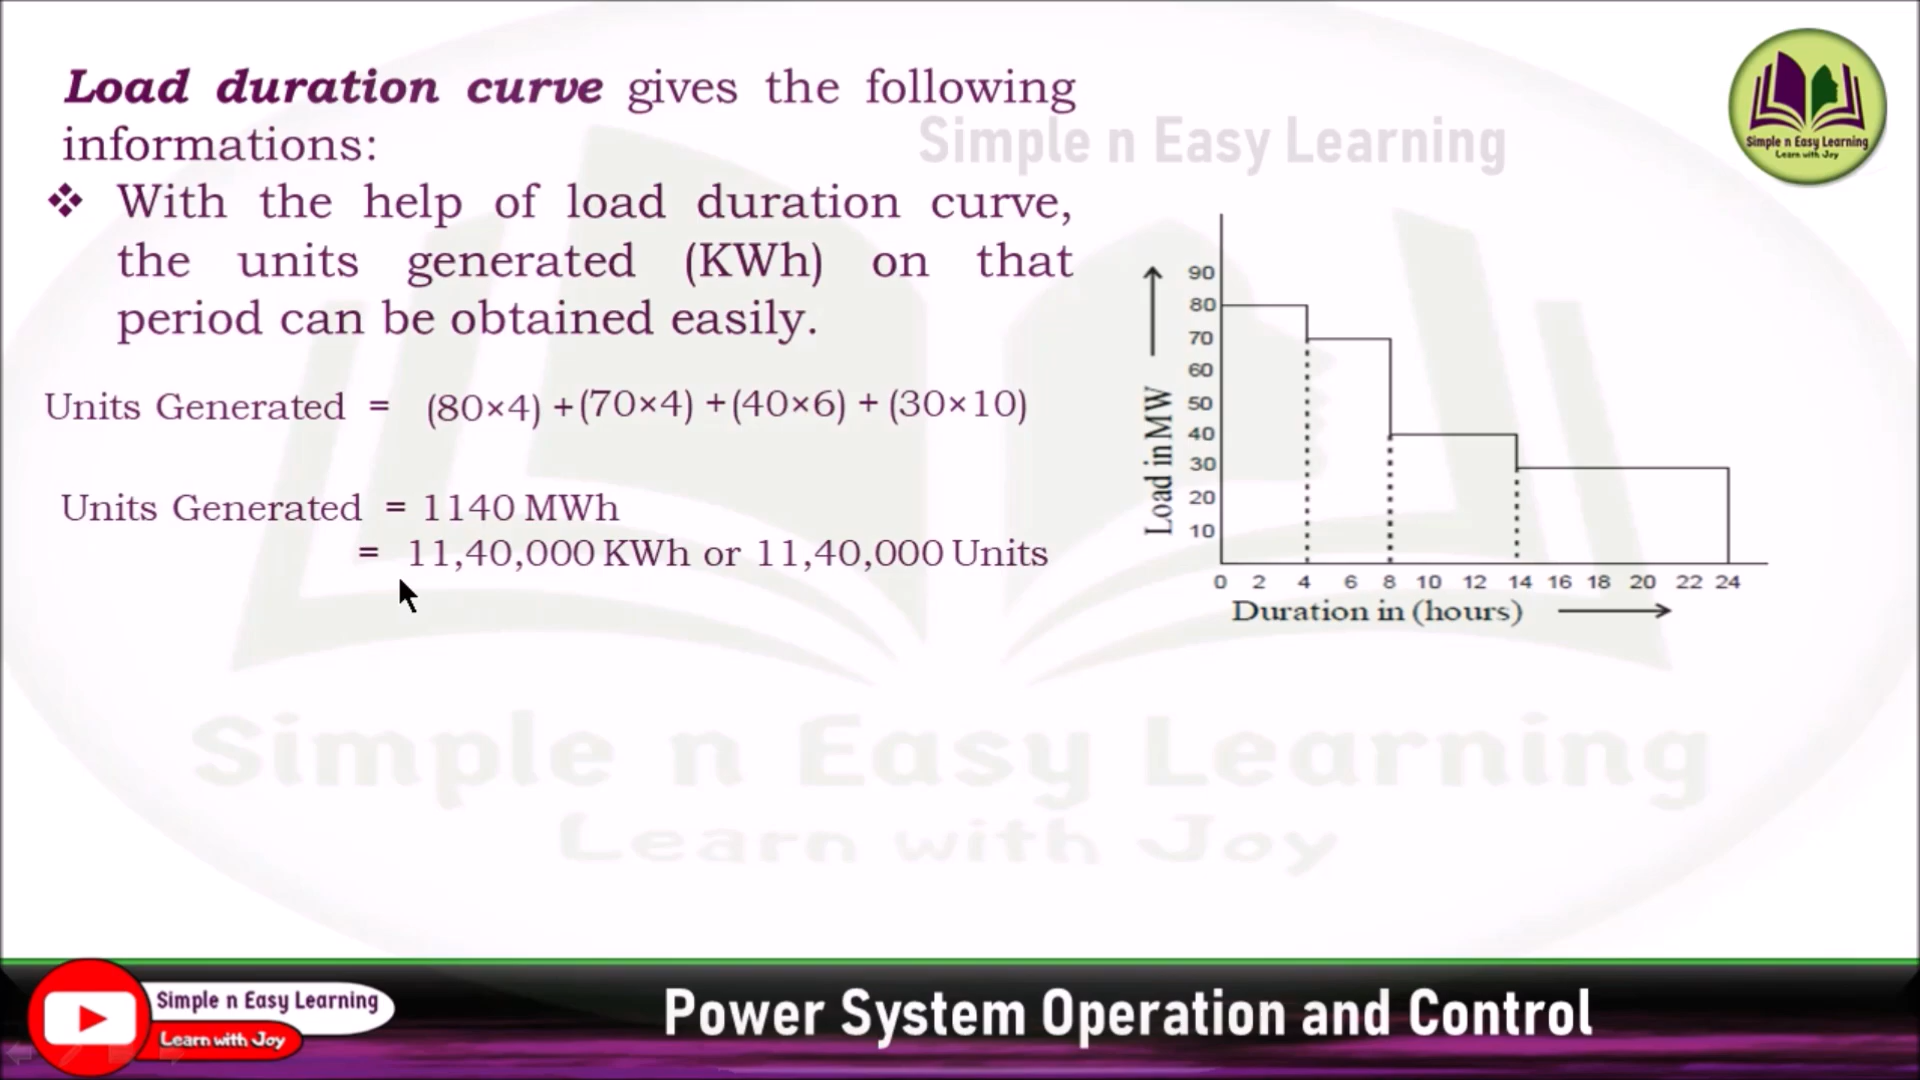 Load duration curve gives the following
informations:
❖ With the help of load duration curve,
the units generated (KWh) on that
period can be obtained easily.
Units Generated = (80×4) +(70×4) +(40×6) + (30×10)
Units Generated = 1140 MWh
= 11,40,000 KWh or 11,40,000 Units
Simple n Easy Learning
Simple n Easy Learning
Learn with Joy
Load in MW
90
80
70
60
50
40
30
20
10
0 2 4 6 8 10 12 14 16 18 20 22 24
Duration in (hours)
Simple n Easy Learning
Learn with Joy
Simple n Easy Learning
Learn with Joy
Power System Operation and Control